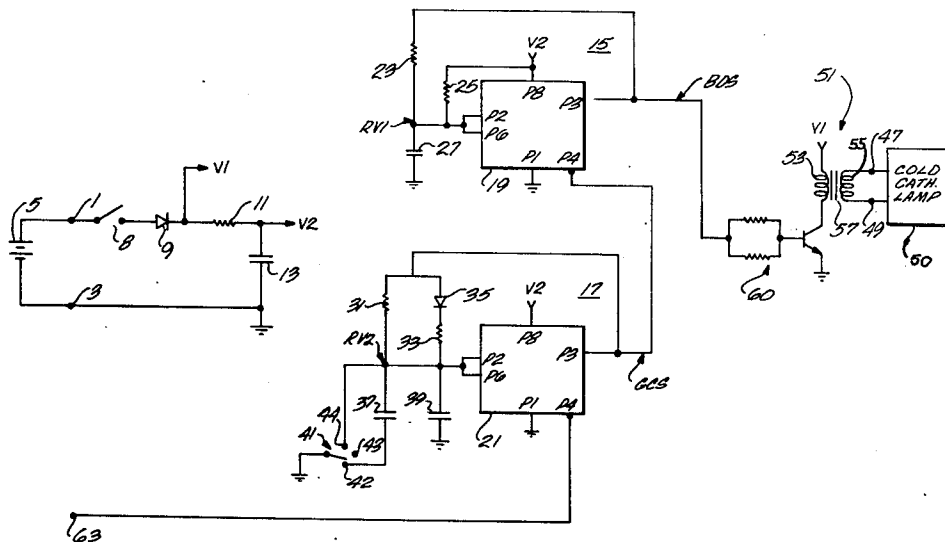 V2
15
23
25
P8
P3
BDS
51
RV1
P2
P6
V1
47
27
P1
P4
53
55
COLD
CATH.
LAMP
V1
19
57
49
50
5
1
11
V2
8
9
60
13
3
17
31
35
V2
33
RV2
P8
P3
P2
P6
37
39
P1
P4
GCS
44
41
43
21
42
63